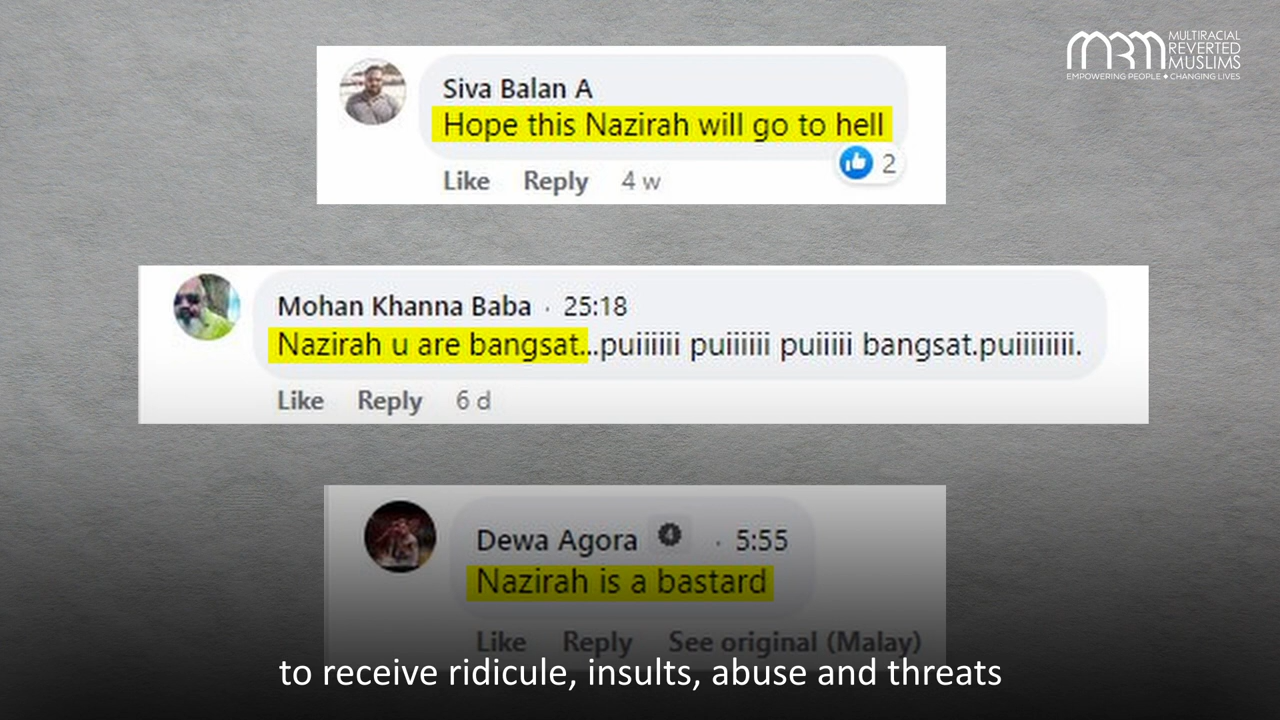 MRM
MULTIRACIAL
REVERTED
MUSLIMS
EMPOWERING PEOPLE ✦ CHANGING LIVES
Siva Balan A
Hope this Nazirah will go to hell
2
Like Reply 4 w
Mohan Khanna Baba · 25:18
Nazirah u are bangsat...puiiiiii puiiiiii puiiiii bangsat.puiiiiiiii.
Like Reply 6 d
Dewa Agora 4 · 5:55
Nazirah is a bastard
Like Reply See original (Malay)
to receive ridicule, insults, abuse and threats